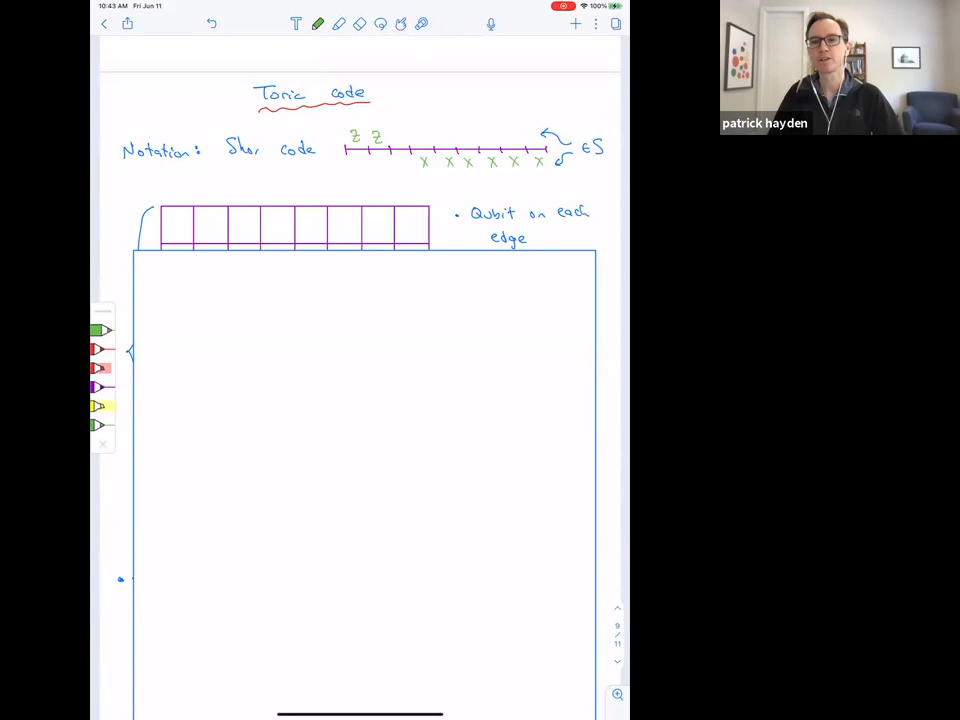 10:43 AM Fri Jun 11
100%
Toric code
Notation: Shor code
Z Z
X X X X X X
∈ S
• Qubit on each
edge
9
/
11
patrick hayden